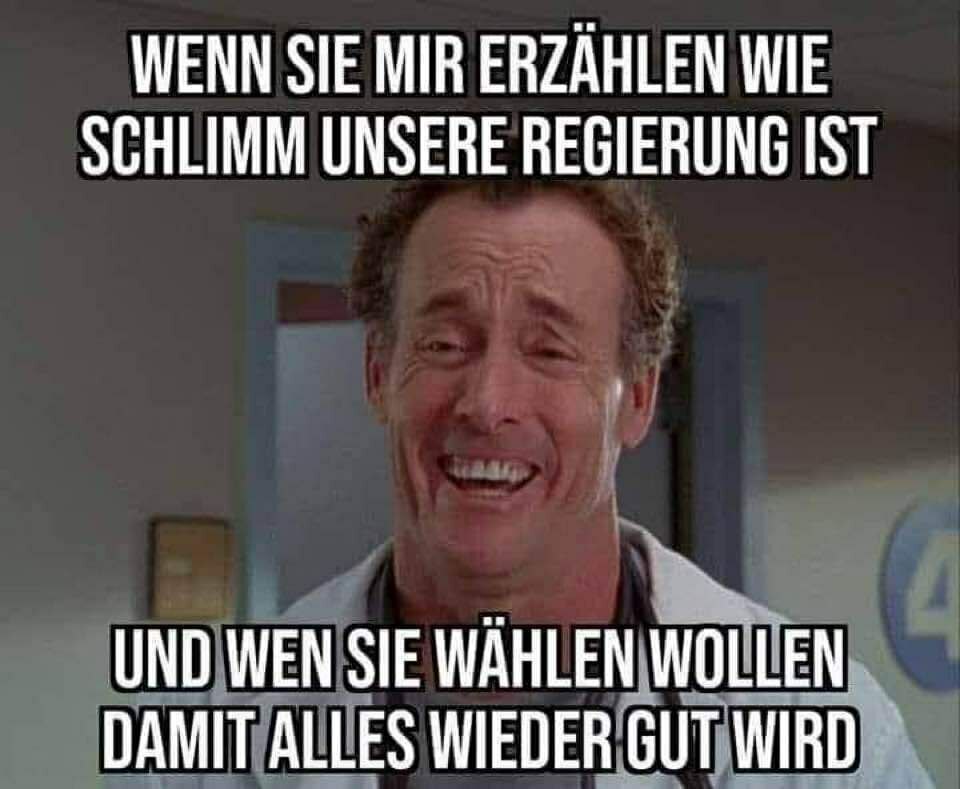 WENN SIE MIR ERZÄHLEN WIE
SCHLIMM UNSERE REGIERUNG IST
4
UND WEN SIE WÄHLEN WOLLEN
DAMIT ALLES WIEDER GUT WIRD